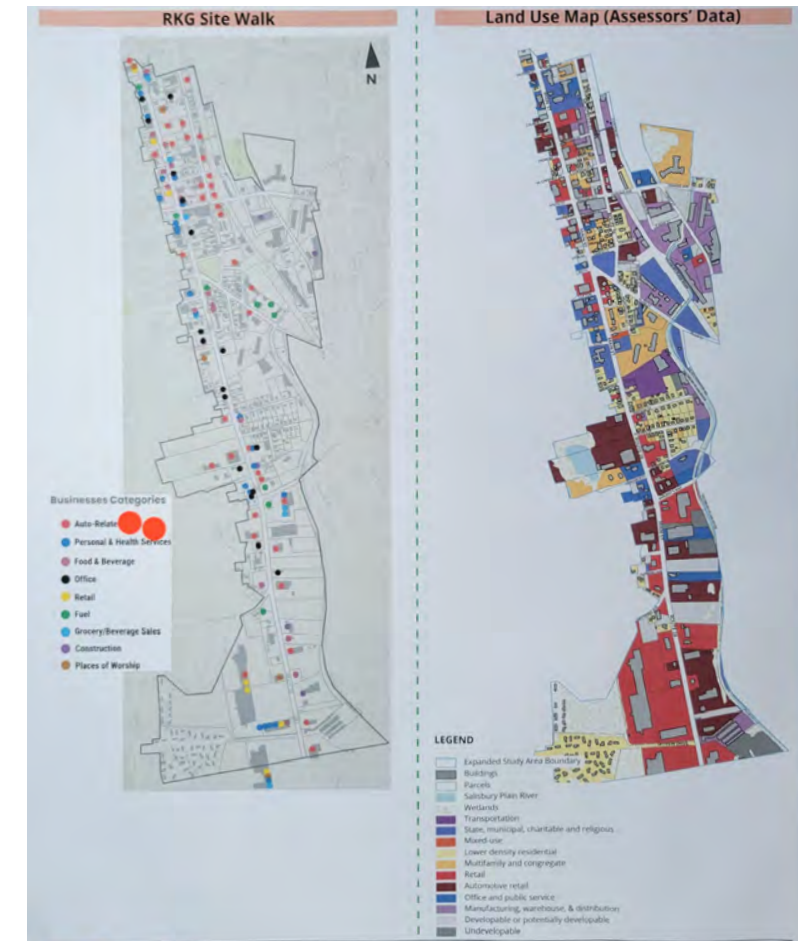 RKG Site Walk
N
Businesses Categories
Auto-Relate
Personal & Health Services
Food & Beverage
Office
Retail
Fuel
Grocery/Beverage Sales
Construction
Places of Worship
Land Use Map (Assessors' Data)
LEGEND
Expanded Study Area Boundary
Buildings
Parcels
Salisbury Plain River
Wetlands
Transportation
State, municipal, charitable and religious
Mixed-use
Lower density residential
Multifamily and congregate
Retail
Automotive retail
Office and public service
Manufacturing, warehouse, & distribution
Developable or potentially developable
Undevelopable